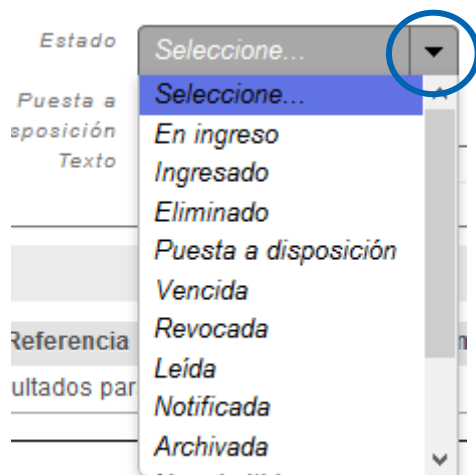 Estado
Seleccione...
Seleccione...
Puesta a
sposición
Texto
En ingreso
Ingresado
Eliminado
Puesta a disposición
Vencida
Revocada
Referencia
Leída
ultados par
Notificada
Archivada